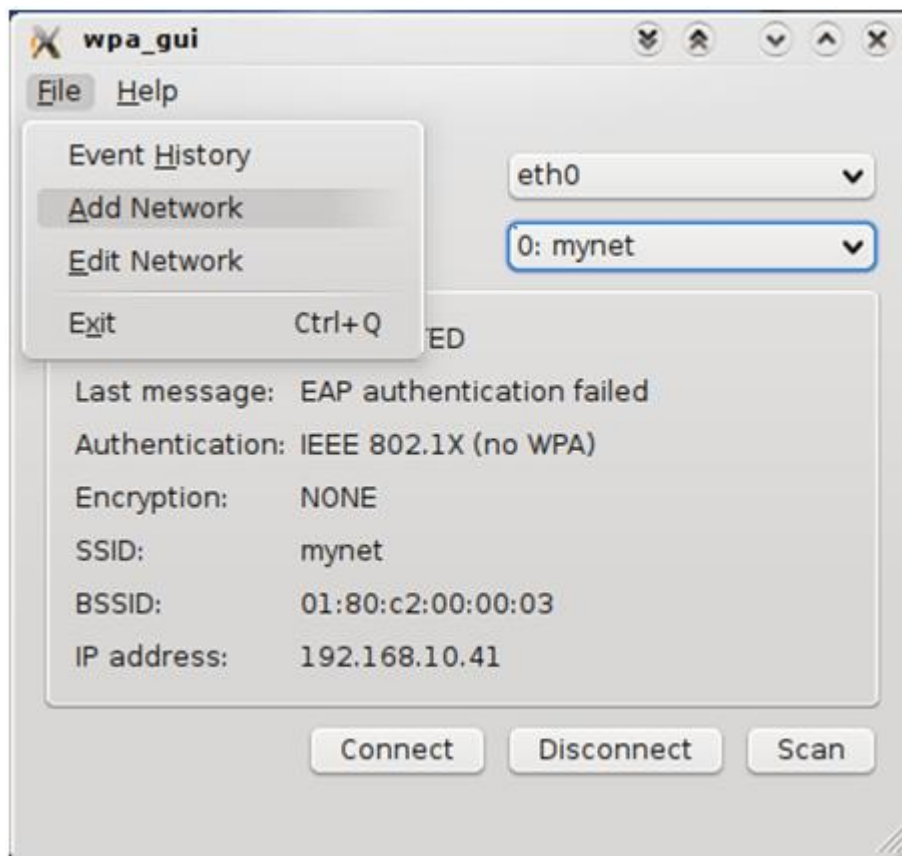 wpa_gui
File Help
Event History
Add Network
Edit Network
Exit Ctrl+Q
eth0
0: mynet
Last message: EAP authentication failed
Authentication: IEEE 802.1X (no WPA)
Encryption: NONE
SSID: mynet
BSSID: 01:80:c2:00:00:03
IP address: 192.168.10.41
Connect Disconnect Scan